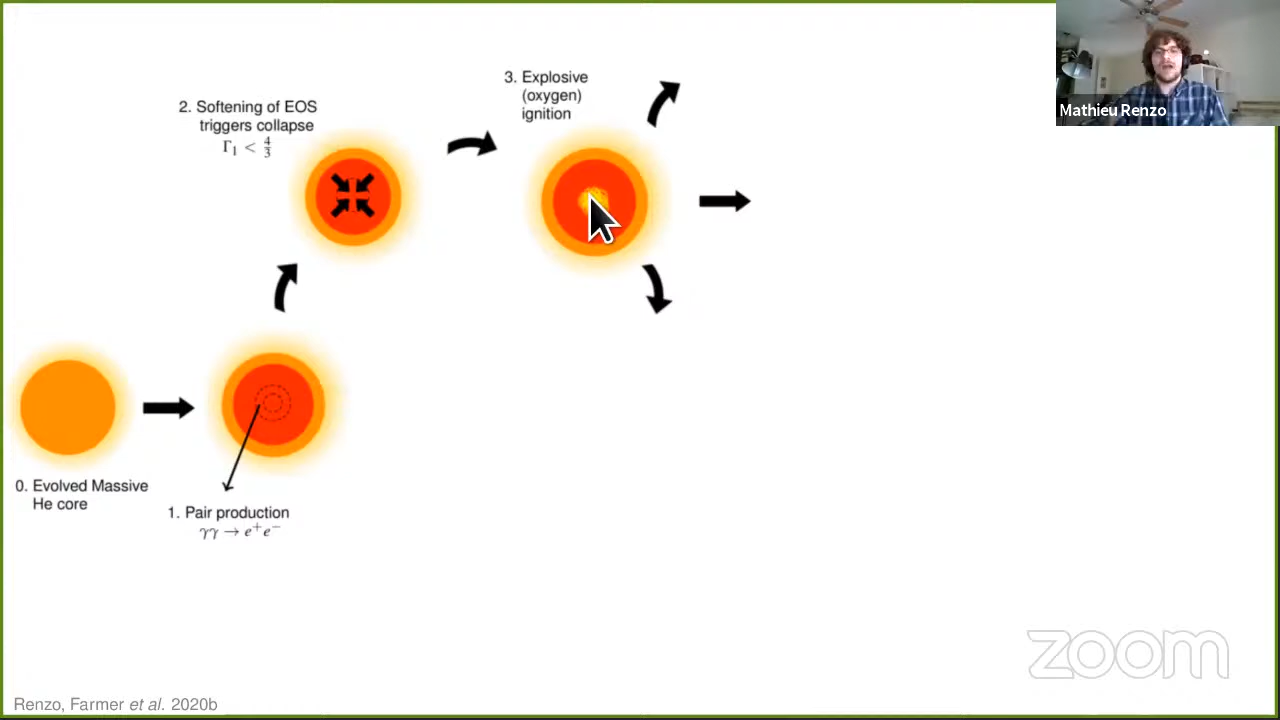 Mathieu Renzo
3. Explosive
(oxygen)
ignition
2. Softening of EOS
triggers collapse
Γ₁ < 4/3
0. Evolved Massive
He core
1. Pair production
γγ → e⁺e⁻
zoom
Renzo, Farmer et al. 2020b